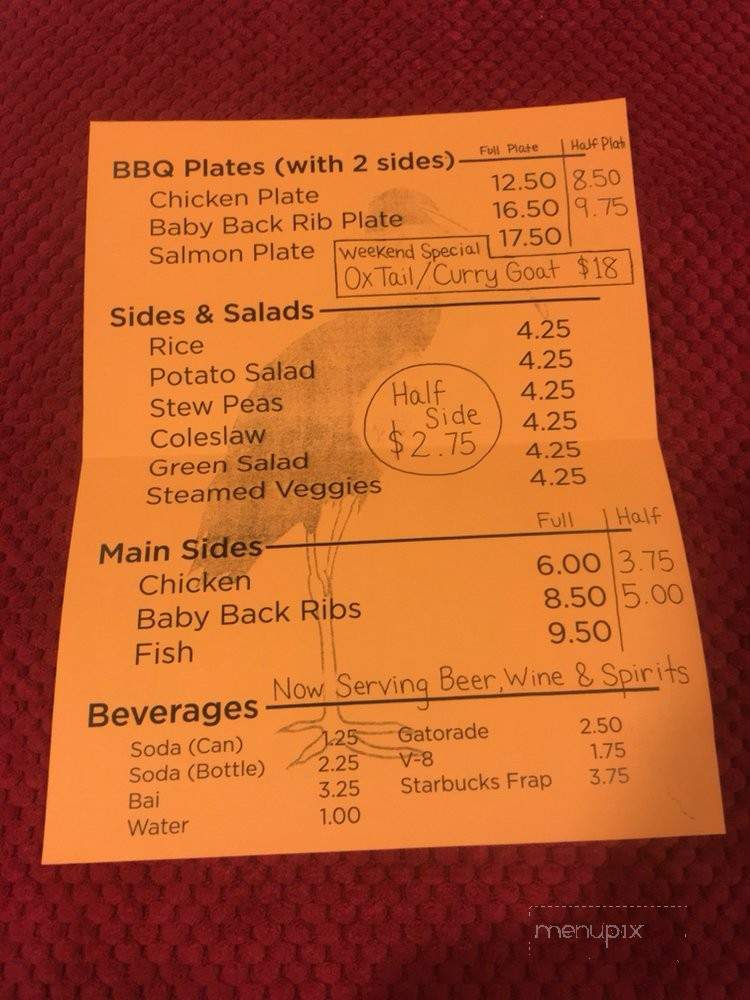 Full Plate | Half Plate
BBQ Plates (with 2 sides)
Chicken Plate 12.50 8.50
Baby Back Rib Plate 16.50 9.75
Salmon Plate 17.50
Weekend Special
OxTail/Curry Goat $18
Sides & Salads
Rice 4.25
Potato Salad 4.25
Stew Peas 4.25
Coleslaw 4.25
Green Salad 4.25
Steamed Veggies 4.25
Half
Side
$2.75
Full | Half
Main Sides
Chicken 6.00 3.75
Baby Back Ribs 8.50 5.00
Fish 9.50
Now Serving Beer, Wine & Spirits
Beverages
Soda (Can) 1.25 Gatorade 2.50
Soda (Bottle) 2.25 V-8 1.75
Bai 3.25 Starbucks Frap 3.75
Water 1.00
menupix